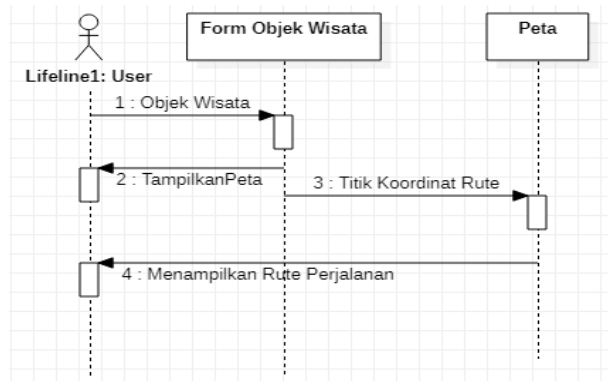 Form Objek Wisata
Peta
Lifeline1: User
1 : Objek Wisata
2 : TampilkanPeta
3 : Titik Koordinat Rute
4 : Menampilkan Rute Perjalanan